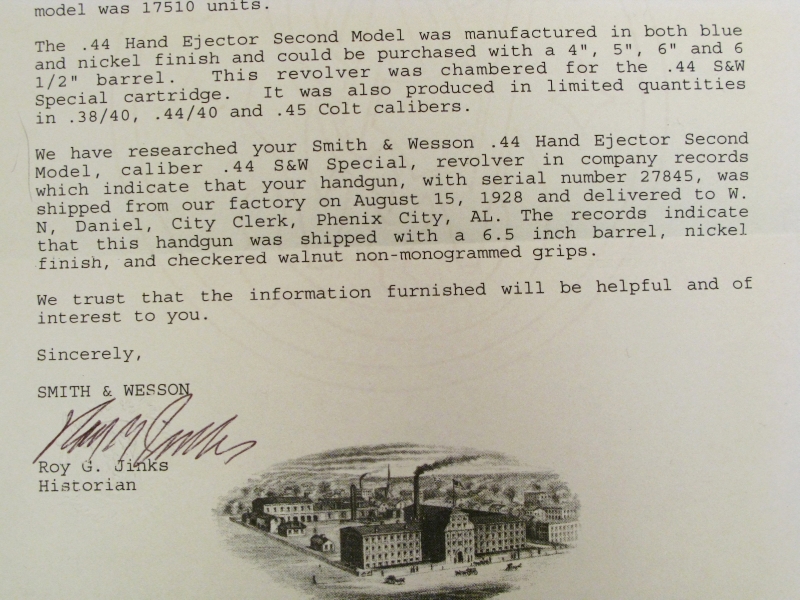 model was 17510 units.
The .44 Hand Ejector Second Model was manufactured in both blue
and nickel finish and could be purchased with a 4", 5", 6" and 6
1/2" barrel. This revolver was chambered for the .44 S&W
Special cartridge. It was also produced in limited quantities
in .38/40, .44/40 and .45 Colt calibers.
We have researched your Smith & Wesson .44 Hand Ejector Second
Model, caliber .44 S&W Special, revolver in company records
which indicate that your handgun, with serial number 27845, was
shipped from our factory on August 15, 1928 and delivered to W.
N, Daniel, City Clerk, Phenix City, AL. The records indicate
that this handgun was shipped with a 6.5 inch barrel, nickel
finish, and checkered walnut non-monogrammed grips.
We trust that the information furnished will be helpful and of
interest to you.
Sincerely,
SMITH & WESSON
Roy G. Jinks
Roy G. Jinks
Historian